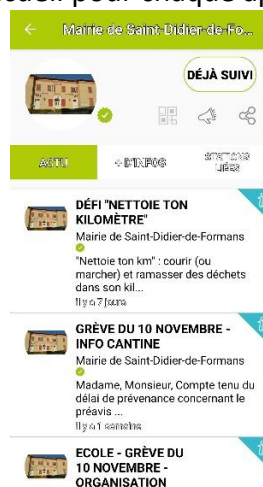 Mairie de Saint-Didier-de-Fo...
DÉJÀ SUIVI
ACTU
+ D'INFOS
STATIONS
LIÉES
DÉFI "NETTOIE TON
KILOMÈTRE"
Mairie de Saint-Didier-de-Formans
"Nettoie ton km" : courir (ou
marcher) et ramasser des déchets
dans son kil...
Il y a 7 jours
GRÈVE DU 10 NOVEMBRE -
INFO CANTINE
Mairie de Saint-Didier-de-Formans
Madame, Monsieur, Compte tenu du
délai de prévenance concernant le
préavis ...
Il y a 1 semaine
ECOLE - GRÈVE DU
10 NOVEMBRE -
ORGANISATION